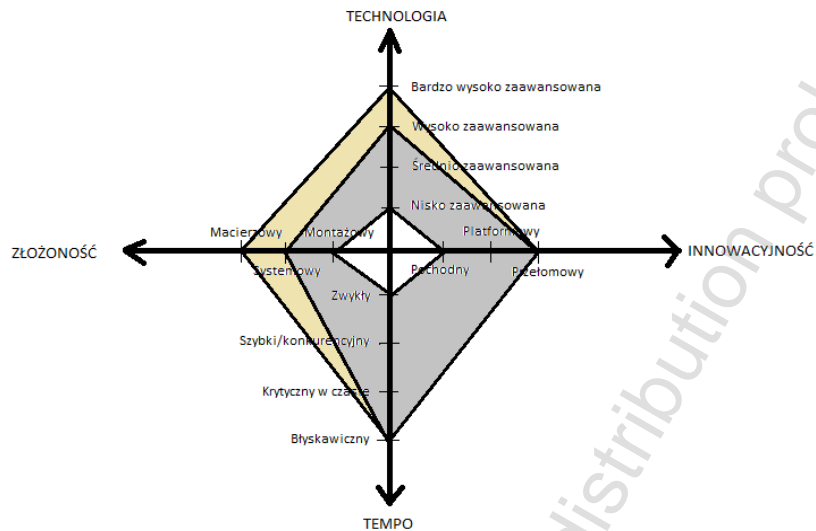 TECHNOLOGIA
Bardzo wysoko zaawansowana
Wysoko zaawansowana
Średnio zaawansowana
Nisko zaawansowana
Macierzowy
Montażowy
Platformowy
ZŁOŻONOŚĆ
INNOWACYJNOŚĆ
Systemowy
Pochodny
Przełomowy
Zwykły
Szybki/konkurencyjny
Krytyczny w czasie
Błyskawiczny
TEMPO
distribution